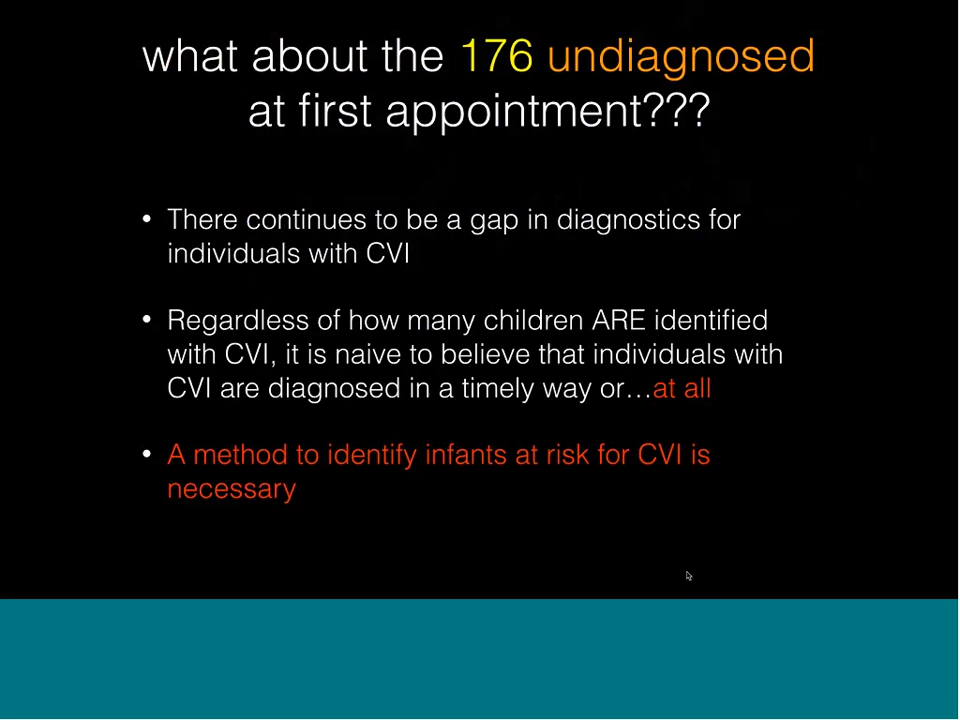 what about the 176 undiagnosed
at first appointment???
• There continues to be a gap in diagnostics for
individuals with CVI
• Regardless of how many children ARE identified
with CVI, it is naive to believe that individuals with
CVI are diagnosed in a timely way or…at all
• A method to identify infants at risk for CVI is
necessary